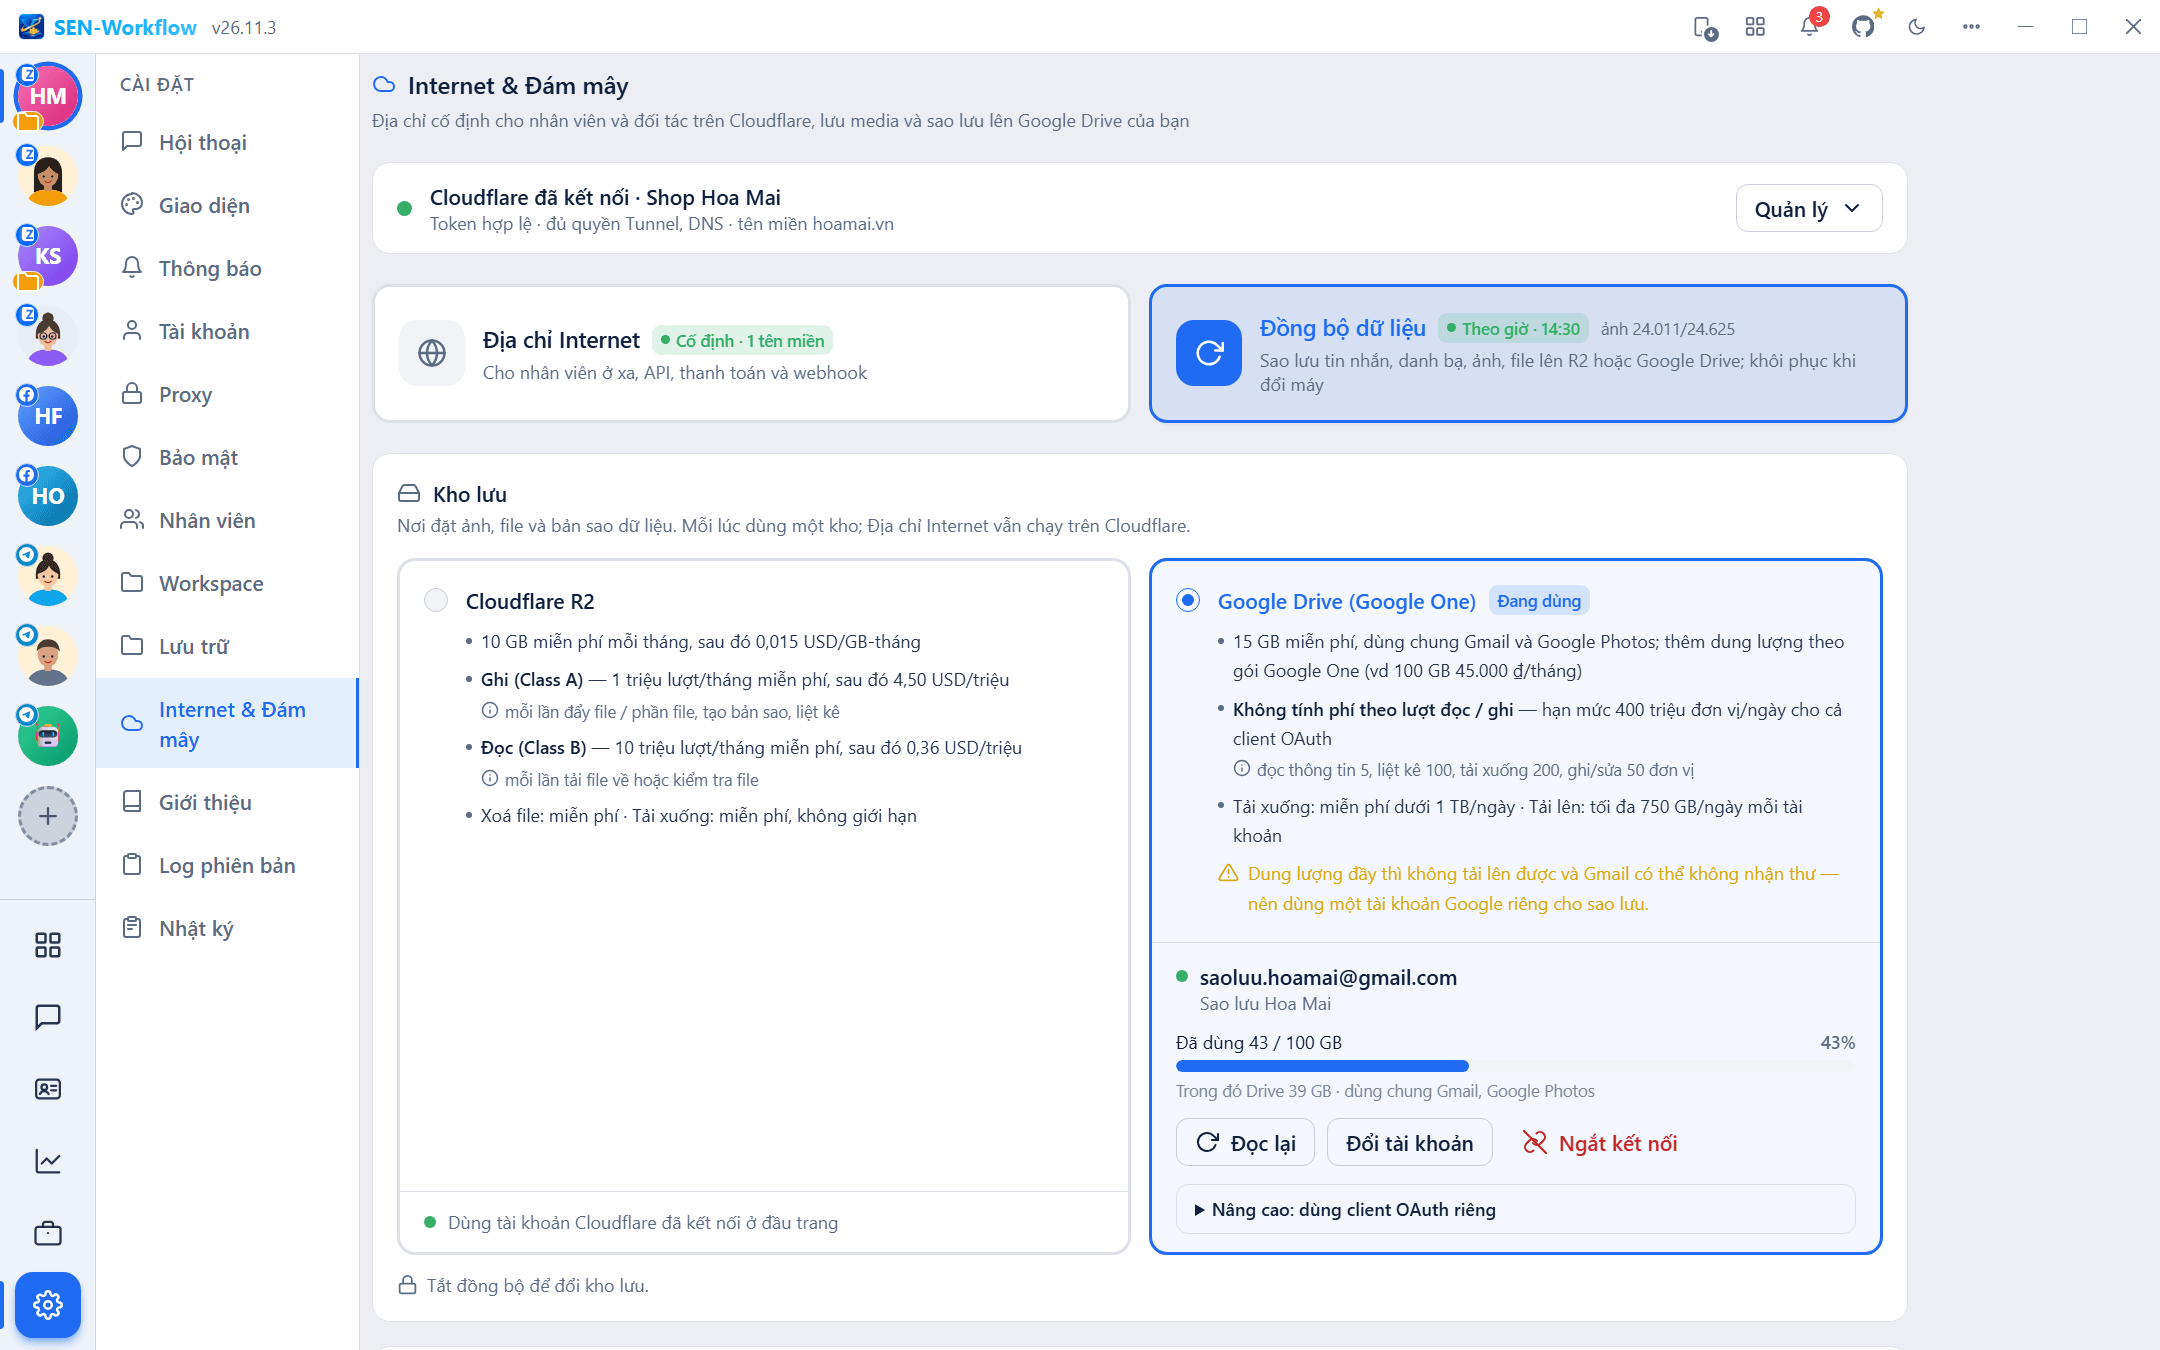 SEN-Workflow v26.11.3
3
HM
KS
HF
HO
CÀI ĐẶT
Hội thoại
Giao diện
Thông báo
Tài khoản
Proxy
Bảo mật
Nhân viên
Workspace
Lưu trữ
Internet & Đám
mây
Giới thiệu
Log phiên bản
Nhật ký
Internet & Đám mây
Địa chỉ cố định cho nhân viên và đối tác trên Cloudflare, lưu media và sao lưu lên Google Drive của bạn
Cloudflare đã kết nối · Shop Hoa Mai
Token hợp lệ · đủ quyền Tunnel, DNS · tên miền hoamai.vn
Quản lý
Địa chỉ Internet
Cố định · 1 tên miền
Cho nhân viên ở xa, API, thanh toán và webhook
Đồng bộ dữ liệu
Theo giờ · 14:30
ảnh 24.011/24.625
Sao lưu tin nhắn, danh bạ, ảnh, file lên R2 hoặc Google Drive; khôi phục khi
đổi máy
Kho lưu
Nơi đặt ảnh, file và bản sao dữ liệu. Mỗi lúc dùng một kho; Địa chỉ Internet vẫn chạy trên Cloudflare.
Cloudflare R2
• 10 GB miễn phí mỗi tháng, sau đó 0,015 USD/GB-tháng
• Ghi (Class A) — 1 triệu lượt/tháng miễn phí, sau đó 4,50 USD/triệu
mỗi lần đẩy file / phần file, tạo bản sao, liệt kê
• Đọc (Class B) — 10 triệu lượt/tháng miễn phí, sau đó 0,36 USD/triệu
mỗi lần tải file về hoặc kiểm tra file
• Xoá file: miễn phí · Tải xuống: miễn phí, không giới hạn
Dùng tài khoản Cloudflare đã kết nối ở đầu trang
Google Drive (Google One)
Đang dùng
• 15 GB miễn phí, dùng chung Gmail và Google Photos; thêm dung lượng theo
gói Google One (vd 100 GB 45.000 ₫/tháng)
• Không tính phí theo lượt đọc / ghi — hạn mức 400 triệu đơn vị/ngày cho cả
client OAuth
đọc thông tin 5, liệt kê 100, tải xuống 200, ghi/sửa 50 đơn vị
• Tải xuống: miễn phí dưới 1 TB/ngày · Tải lên: tối đa 750 GB/ngày mỗi tài
khoản
Dung lượng đầy thì không tải lên được và Gmail có thể không nhận thư —
nên dùng một tài khoản Google riêng cho sao lưu.
saoluu.hoamai@gmail.com
Sao lưu Hoa Mai
Đã dùng 43 / 100 GB
43%
Trong đó Drive 39 GB · dùng chung Gmail, Google Photos
Đọc lại
Đổi tài khoản
Ngắt kết nối
Nâng cao: dùng client OAuth riêng
Tắt đồng bộ để đổi kho lưu.